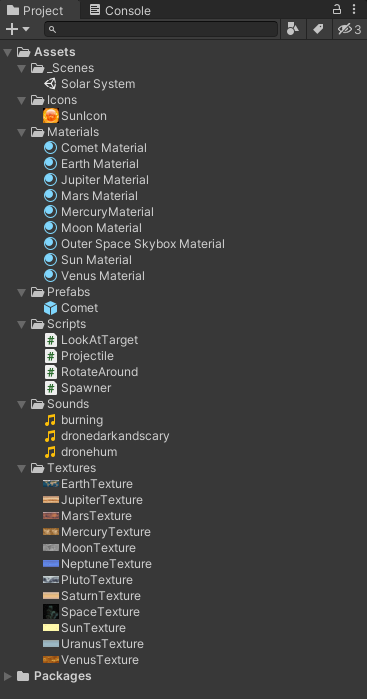 Project Console
3
Assets
_Scenes
Solar System
Icons
SunIcon
Materials
Comet Material
Earth Material
Jupiter Material
Mars Material
MercuryMaterial
Moon Material
Outer Space Skybox Material
Sun Material
Venus Material
Prefabs
Comet
Scripts
# LookAtTarget
# Projectile
# RotateAround
# Spawner
Sounds
burning
dronedarkandscary
dronehum
Textures
EarthTexture
JupiterTexture
MarsTexture
MercuryTexture
MoonTexture
NeptuneTexture
PlutoTexture
SaturnTexture
SpaceTexture
SunTexture
UranusTexture
VenusTexture
Packages